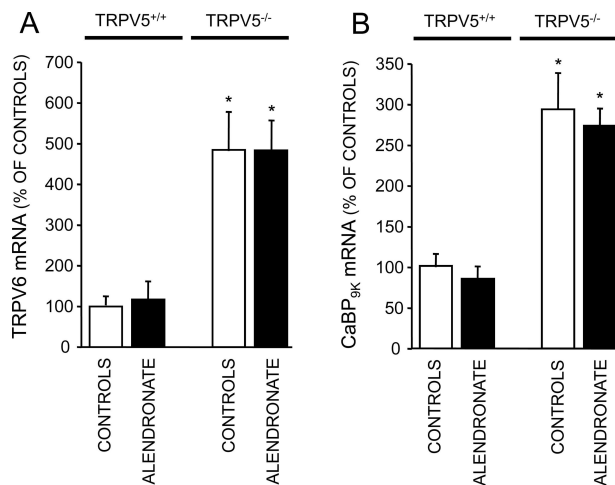 A
TRPV5+/+
TRPV5-/-
TRPV6 mRNA (% OF CONTROLS)
700
600
500
400
300
200
100
0
*
*
CONTROLS
ALENDRONATE
CONTROLS
ALENDRONATE
B
TRPV5+/+
TRPV5-/-
CaBP9K mRNA (% OF CONTROLS)
350
300
250
200
150
100
50
0
*
*
CONTROLS
ALENDRONATE
CONTROLS
ALENDRONATE